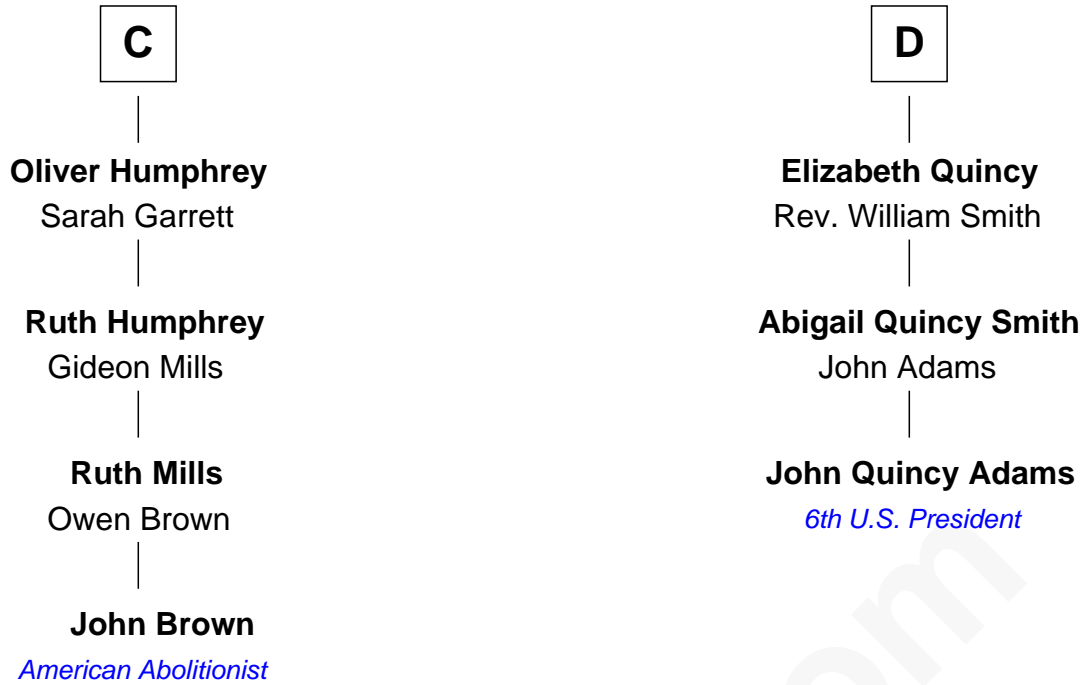 C
Oliver Humphrey
Sarah Garrett
Ruth Humphrey
Gideon Mills
Ruth Mills
Owen Brown
John Brown
American Abolitionist
D
Elizabeth Quincy
Rev. William Smith
Abigail Quincy Smith
John Adams
John Quincy Adams
6th U.S. President
om